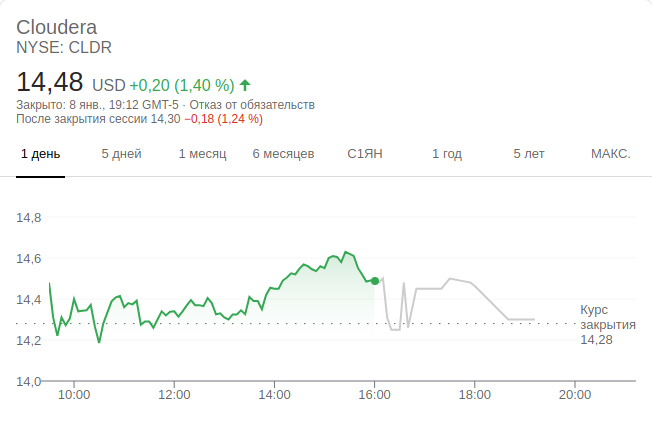 Cloudera
NYSE: CLDR
14,48 USD +0,20 (1,40 %)
Закрыто: 8 янв., 19:12 GMT-5 · Отказ от обязательств
После закрытия сессии 14,30 −0,18 (1,24 %)
1 день 5 дней 1 месяц 6 месяцев С1ЯН 1 год 5 лет МАКС.
14,8
14,6
14,4
Курс
закрытия
14,28
14,2
14,0
10:00 12:00 14:00 16:00 18:00 20:00